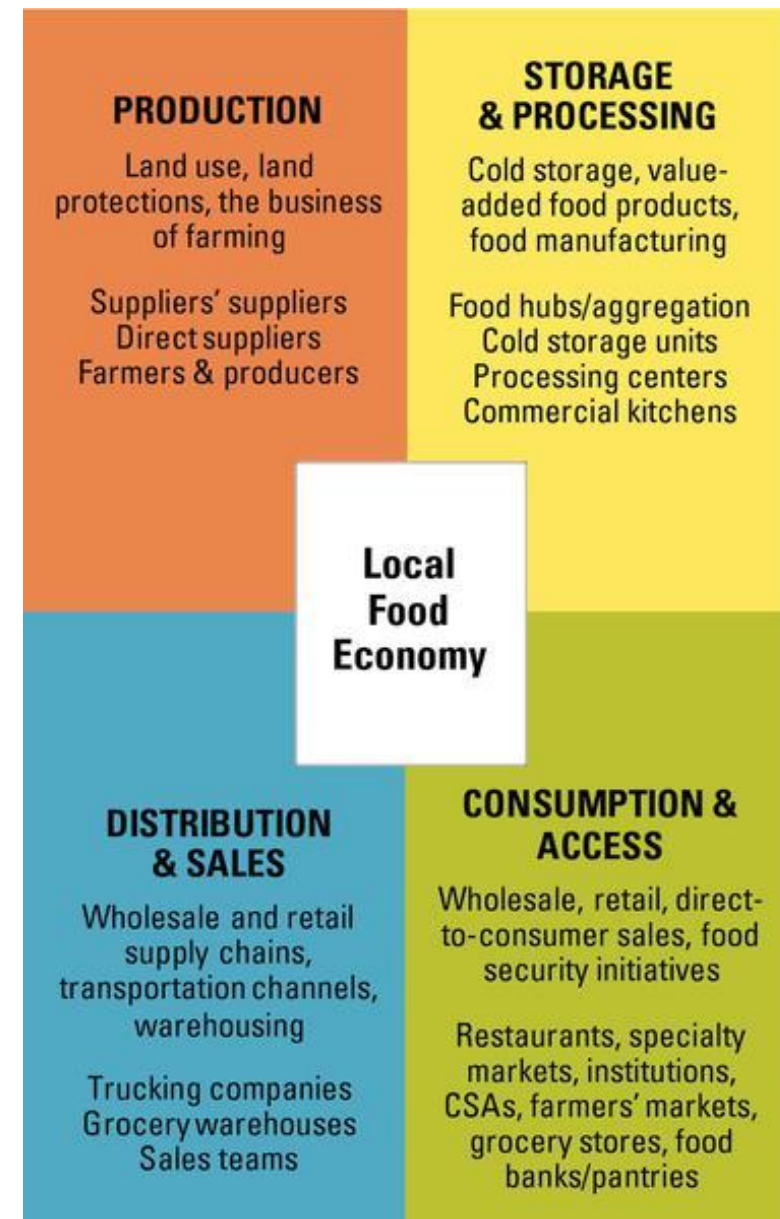 PRODUCTION
Land use, land
protections, the business
of farming
Suppliers’ suppliers
Direct suppliers
Farmers & producers
STORAGE
& PROCESSING
Cold storage, value-
added food products,
food manufacturing
Food hubs/aggregation
Cold storage units
Processing centers
Commercial kitchens
Local
Food
Economy
DISTRIBUTION
& SALES
Wholesale and retail
supply chains,
transportation channels,
warehousing
Trucking companies
Grocery warehouses
Sales teams
CONSUMPTION &
ACCESS
Wholesale, retail, direct-
to-consumer sales, food
security initiatives
Restaurants, specialty
markets, institutions,
CSAs, farmers’ markets,
grocery stores, food
banks/pantries